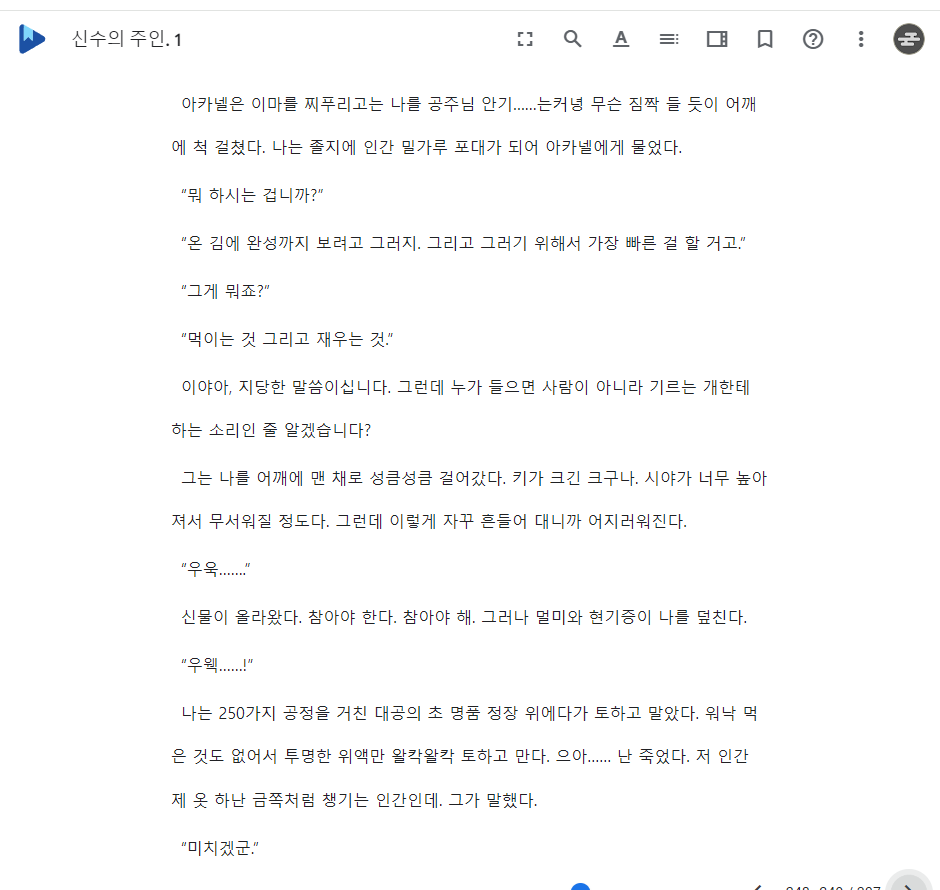 신수의 주인. 1
아카넬은 이마를 찌푸리고는 나를 공주님 안기......는커녕 무슨 짐짝 들 듯이 어깨
에 척 걸쳤다. 나는 졸지에 인간 밀가루 포대가 되어 아카넬에게 물었다.
“뭐 하시는 겁니까?”
“온 김에 완성까지 보려고 그러지. 그리고 그러기 위해서 가장 빠른 걸 할 거고.”
“그게 뭐죠?”
“먹이는 것 그리고 재우는 것.”
이야아, 지당한 말씀이십니다. 그런데 누가 들으면 사람이 아니라 기르는 개한테
하는 소리인 줄 알겠습니다?
그는 나를 어깨에 맨 채로 성큼성큼 걸어갔다. 키가 크긴 크구나. 시야가 너무 높아
져서 무서워질 정도다. 그런데 이렇게 자꾸 흔들어 대니까 어지러워진다.
“우욱.......”
신물이 올라왔다. 참아야 한다. 참아야 해. 그러나 멀미와 현기증이 나를 덮친다.
“우웩......!”
나는 250가지 공정을 거친 대공의 초 명품 정장 위에다가 토하고 말았다. 워낙 먹
은 것도 없어서 투명한 위액만 왈칵왈칵 토하고 만다. 으아...... 난 죽었다. 저 인간
제 옷 하난 금쪽처럼 챙기는 인간인데. 그가 말했다.
“미치겠군.”